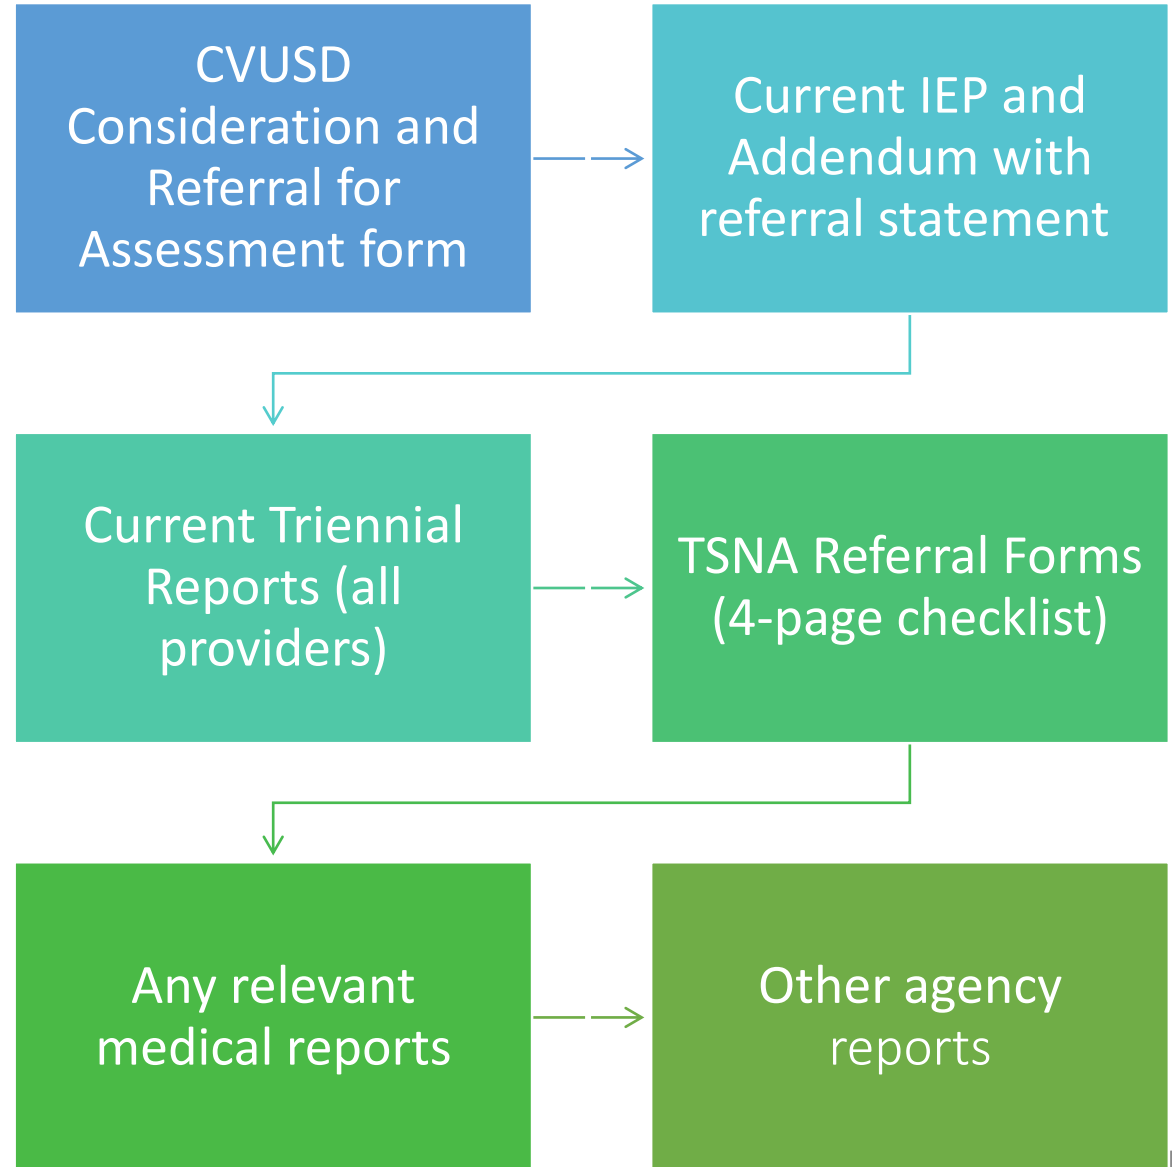 CVUSD
Consideration and
Referral for
Assessment form
Current IEP and
Addendum with
referral statement
Current Triennial
Reports (all
providers)
TSNA Referral Forms
(4-page checklist)
Any relevant
medical reports
Other agency
reports